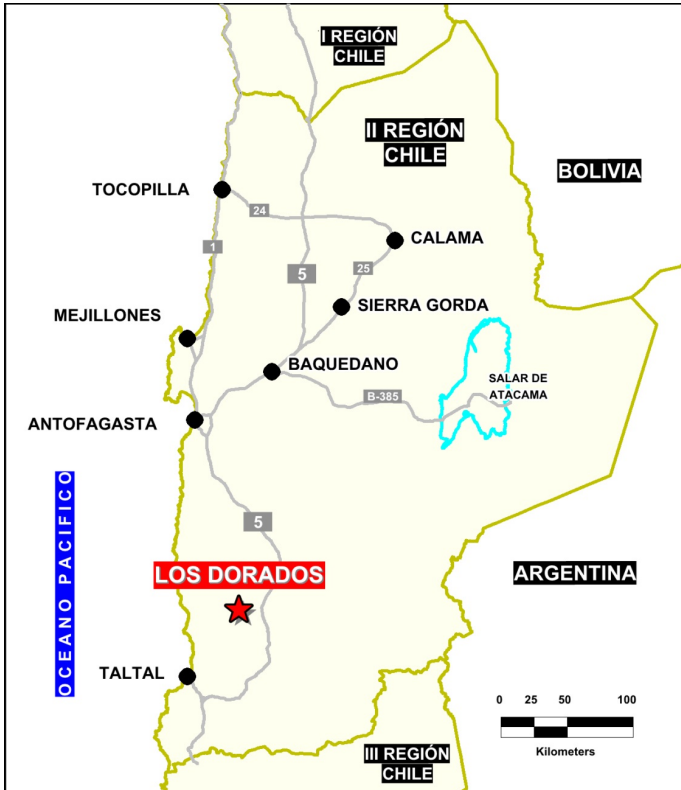 I REGIÓN
CHILE
II REGIÓN
CHILE
BOLIVIA
TOCOPILLA
24
CALAMA
1
5
25
SIERRA GORDA
MEJILLONES
BAQUEDANO
SALAR DE
ATACAMA
B-385
ANTOFAGASTA
OCEANO PACIFICO
5
LOS DORADOS
ARGENTINA
TALTAL
0 25 50 100
Kilometers
III REGIÓN
CHILE